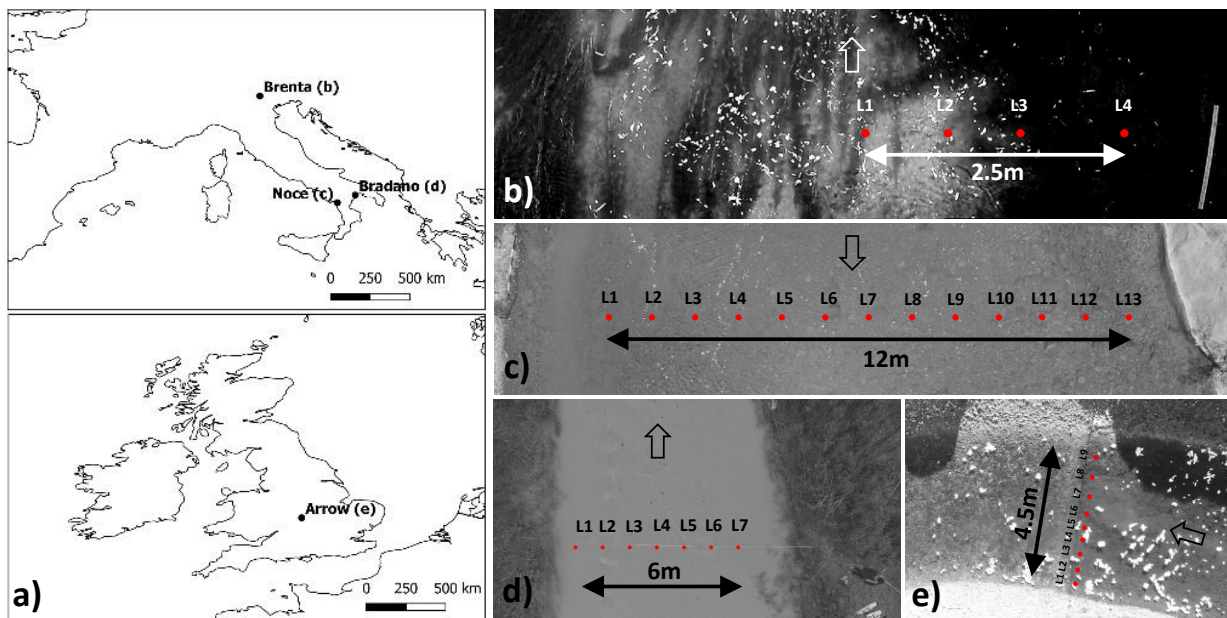 Brenta (b)
Noce (c)
Bradano (d)
0 250 500 km
Arrow (e)
0 250 500 km
a)
L1 L2 L3 L4
2.5m
b)
L1 L2 L3 L4 L5 L6 L7 L8 L9 L10 L11 L12 L13
12m
c)
L1 L2 L3 L4 L5 L6 L7
6m
d)
L1 L2 L3 L4 L5 L6 L7 L8 L9
4.5m
e)